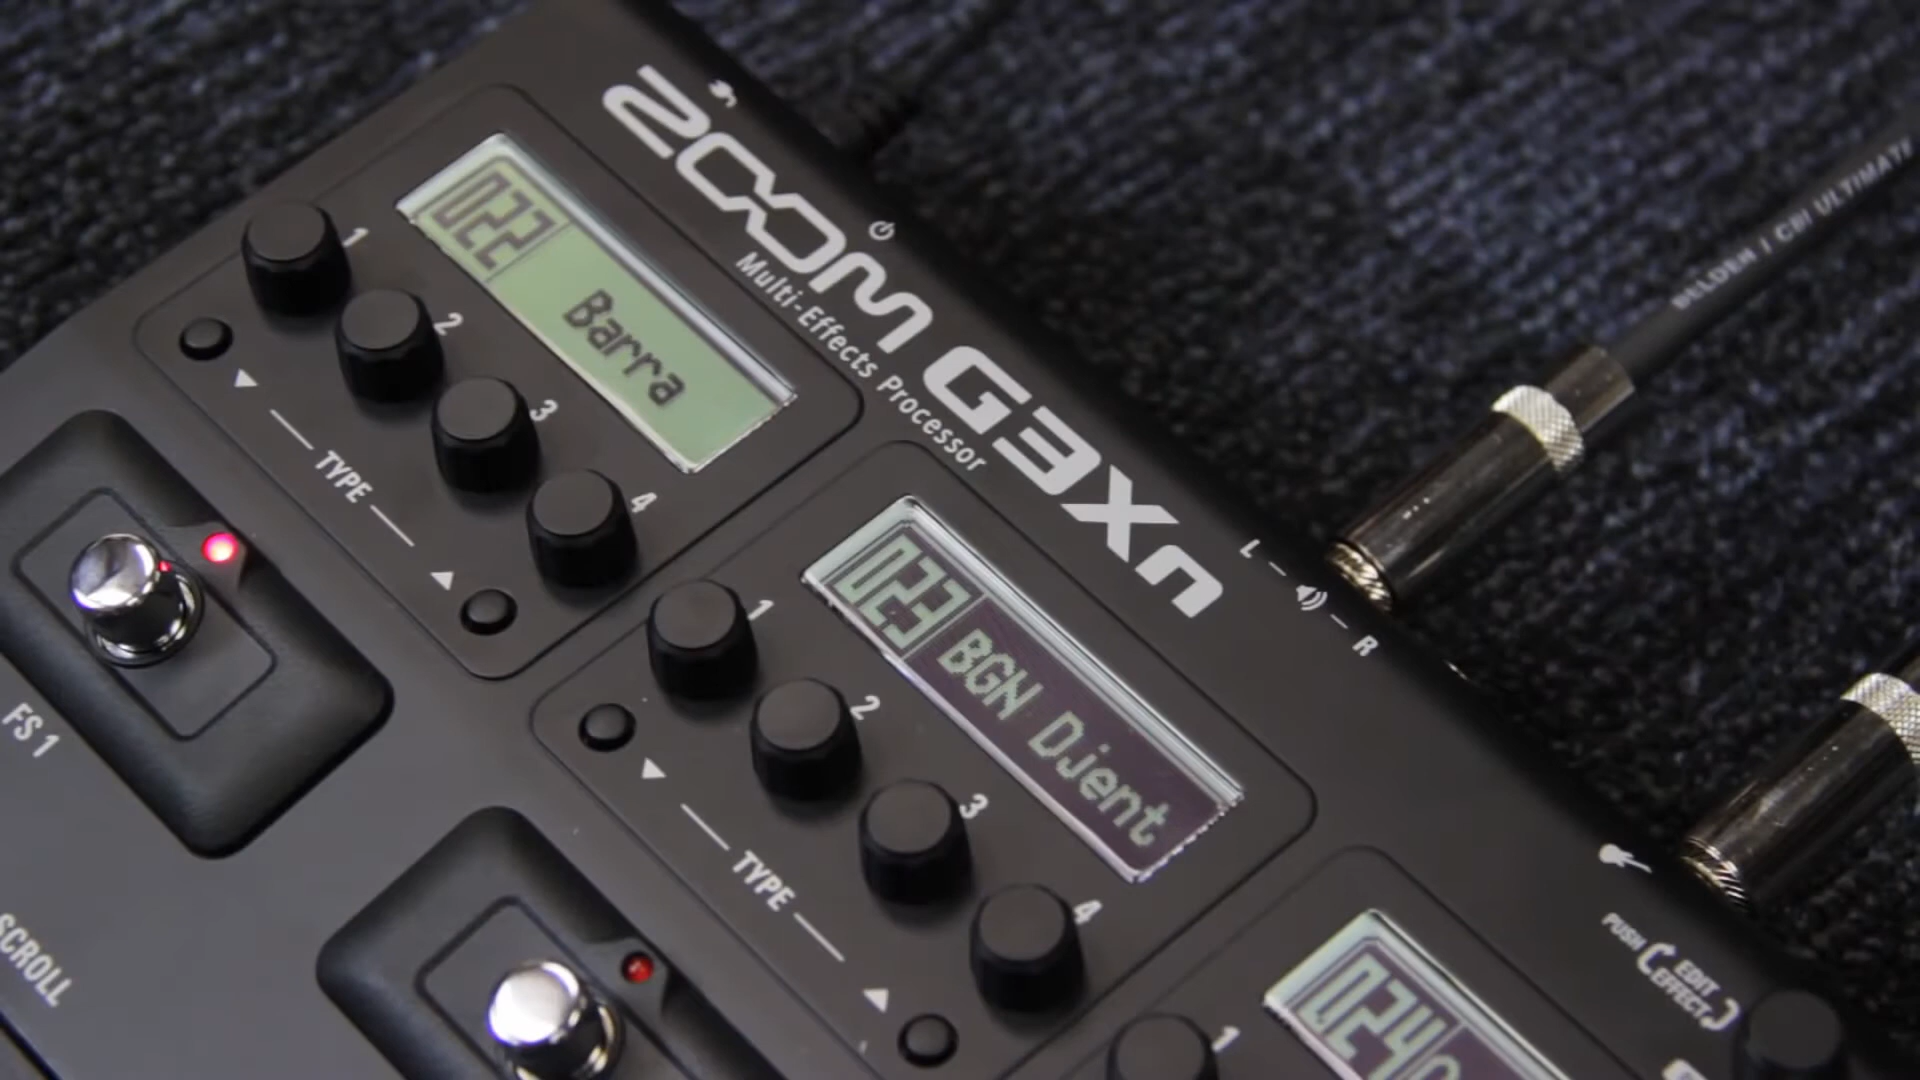 ZOOM G3Xn
Multi-Effects Processor
022 Barra
1
2
3
4
TYPE
FS 1
023 BGN Djent
1
2
3
4
TYPE
SCROLL
L
R
024
1
PUSH EDIT EFFECT
BELDEN I
ULTIMATE